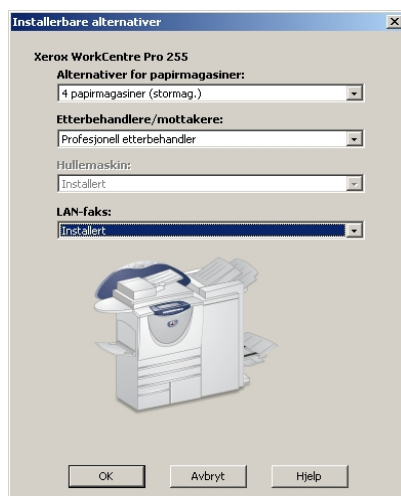 Installerbare alternativer
Xerox WorkCentre Pro 255
Alternativer for papirmagasiner:
4 papirmagasiner (stormag.)
Etterbehandlere/mottakere:
Profesjonell etterbehandler
Hullemaskin:
Installert
LAN-faks:
Installert
OK
Avbryt
Hjelp